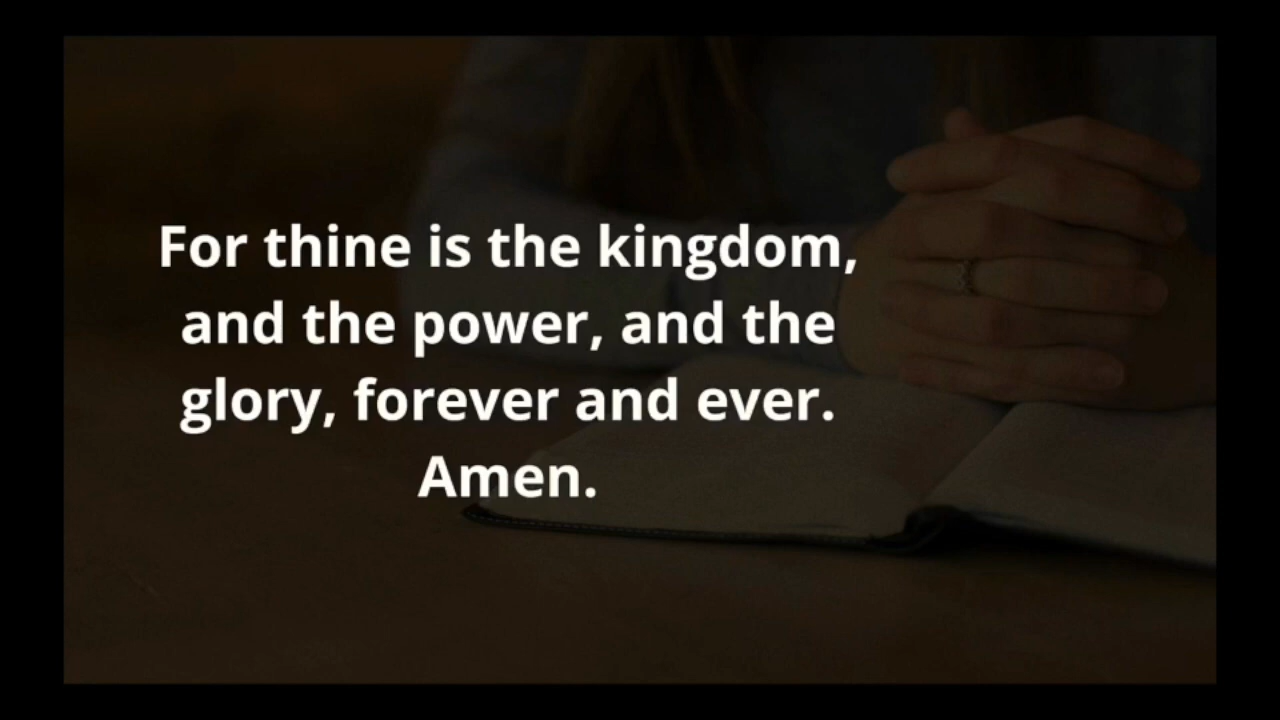 For thine is the kingdom,
and the power, and the
glory, forever and ever.
Amen.